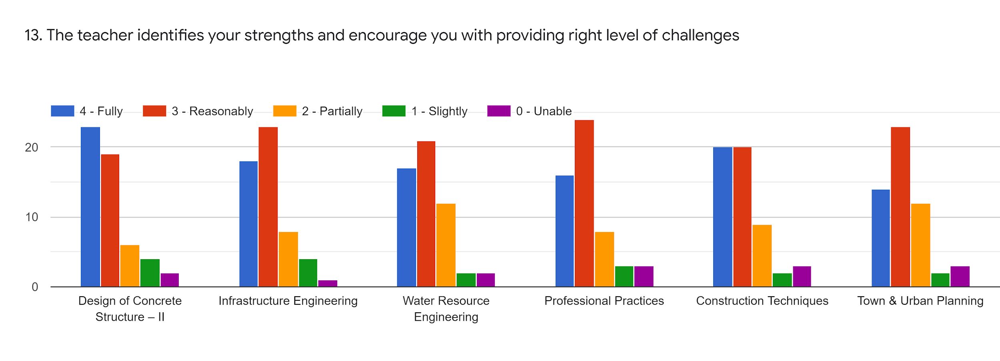 13. The teacher identifies your strengths and encourage you with providing right level of challenges
4 - Fully 3 - Reasonably 2 - Partially 1 - Slightly 0 - Unable
20
10
0
Design of Concrete Structure – II
Infrastructure Engineering
Water Resource Engineering
Professional Practices
Construction Techniques
Town & Urban Planning